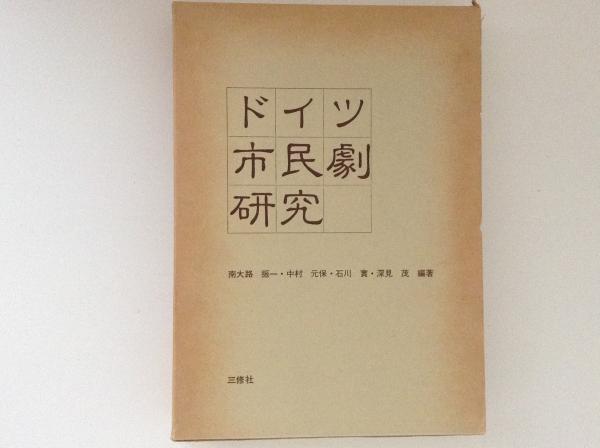 ドイツ
市民劇
研究
南大路 振一・中村 元保・石川 實・深見 茂 編著
三修社